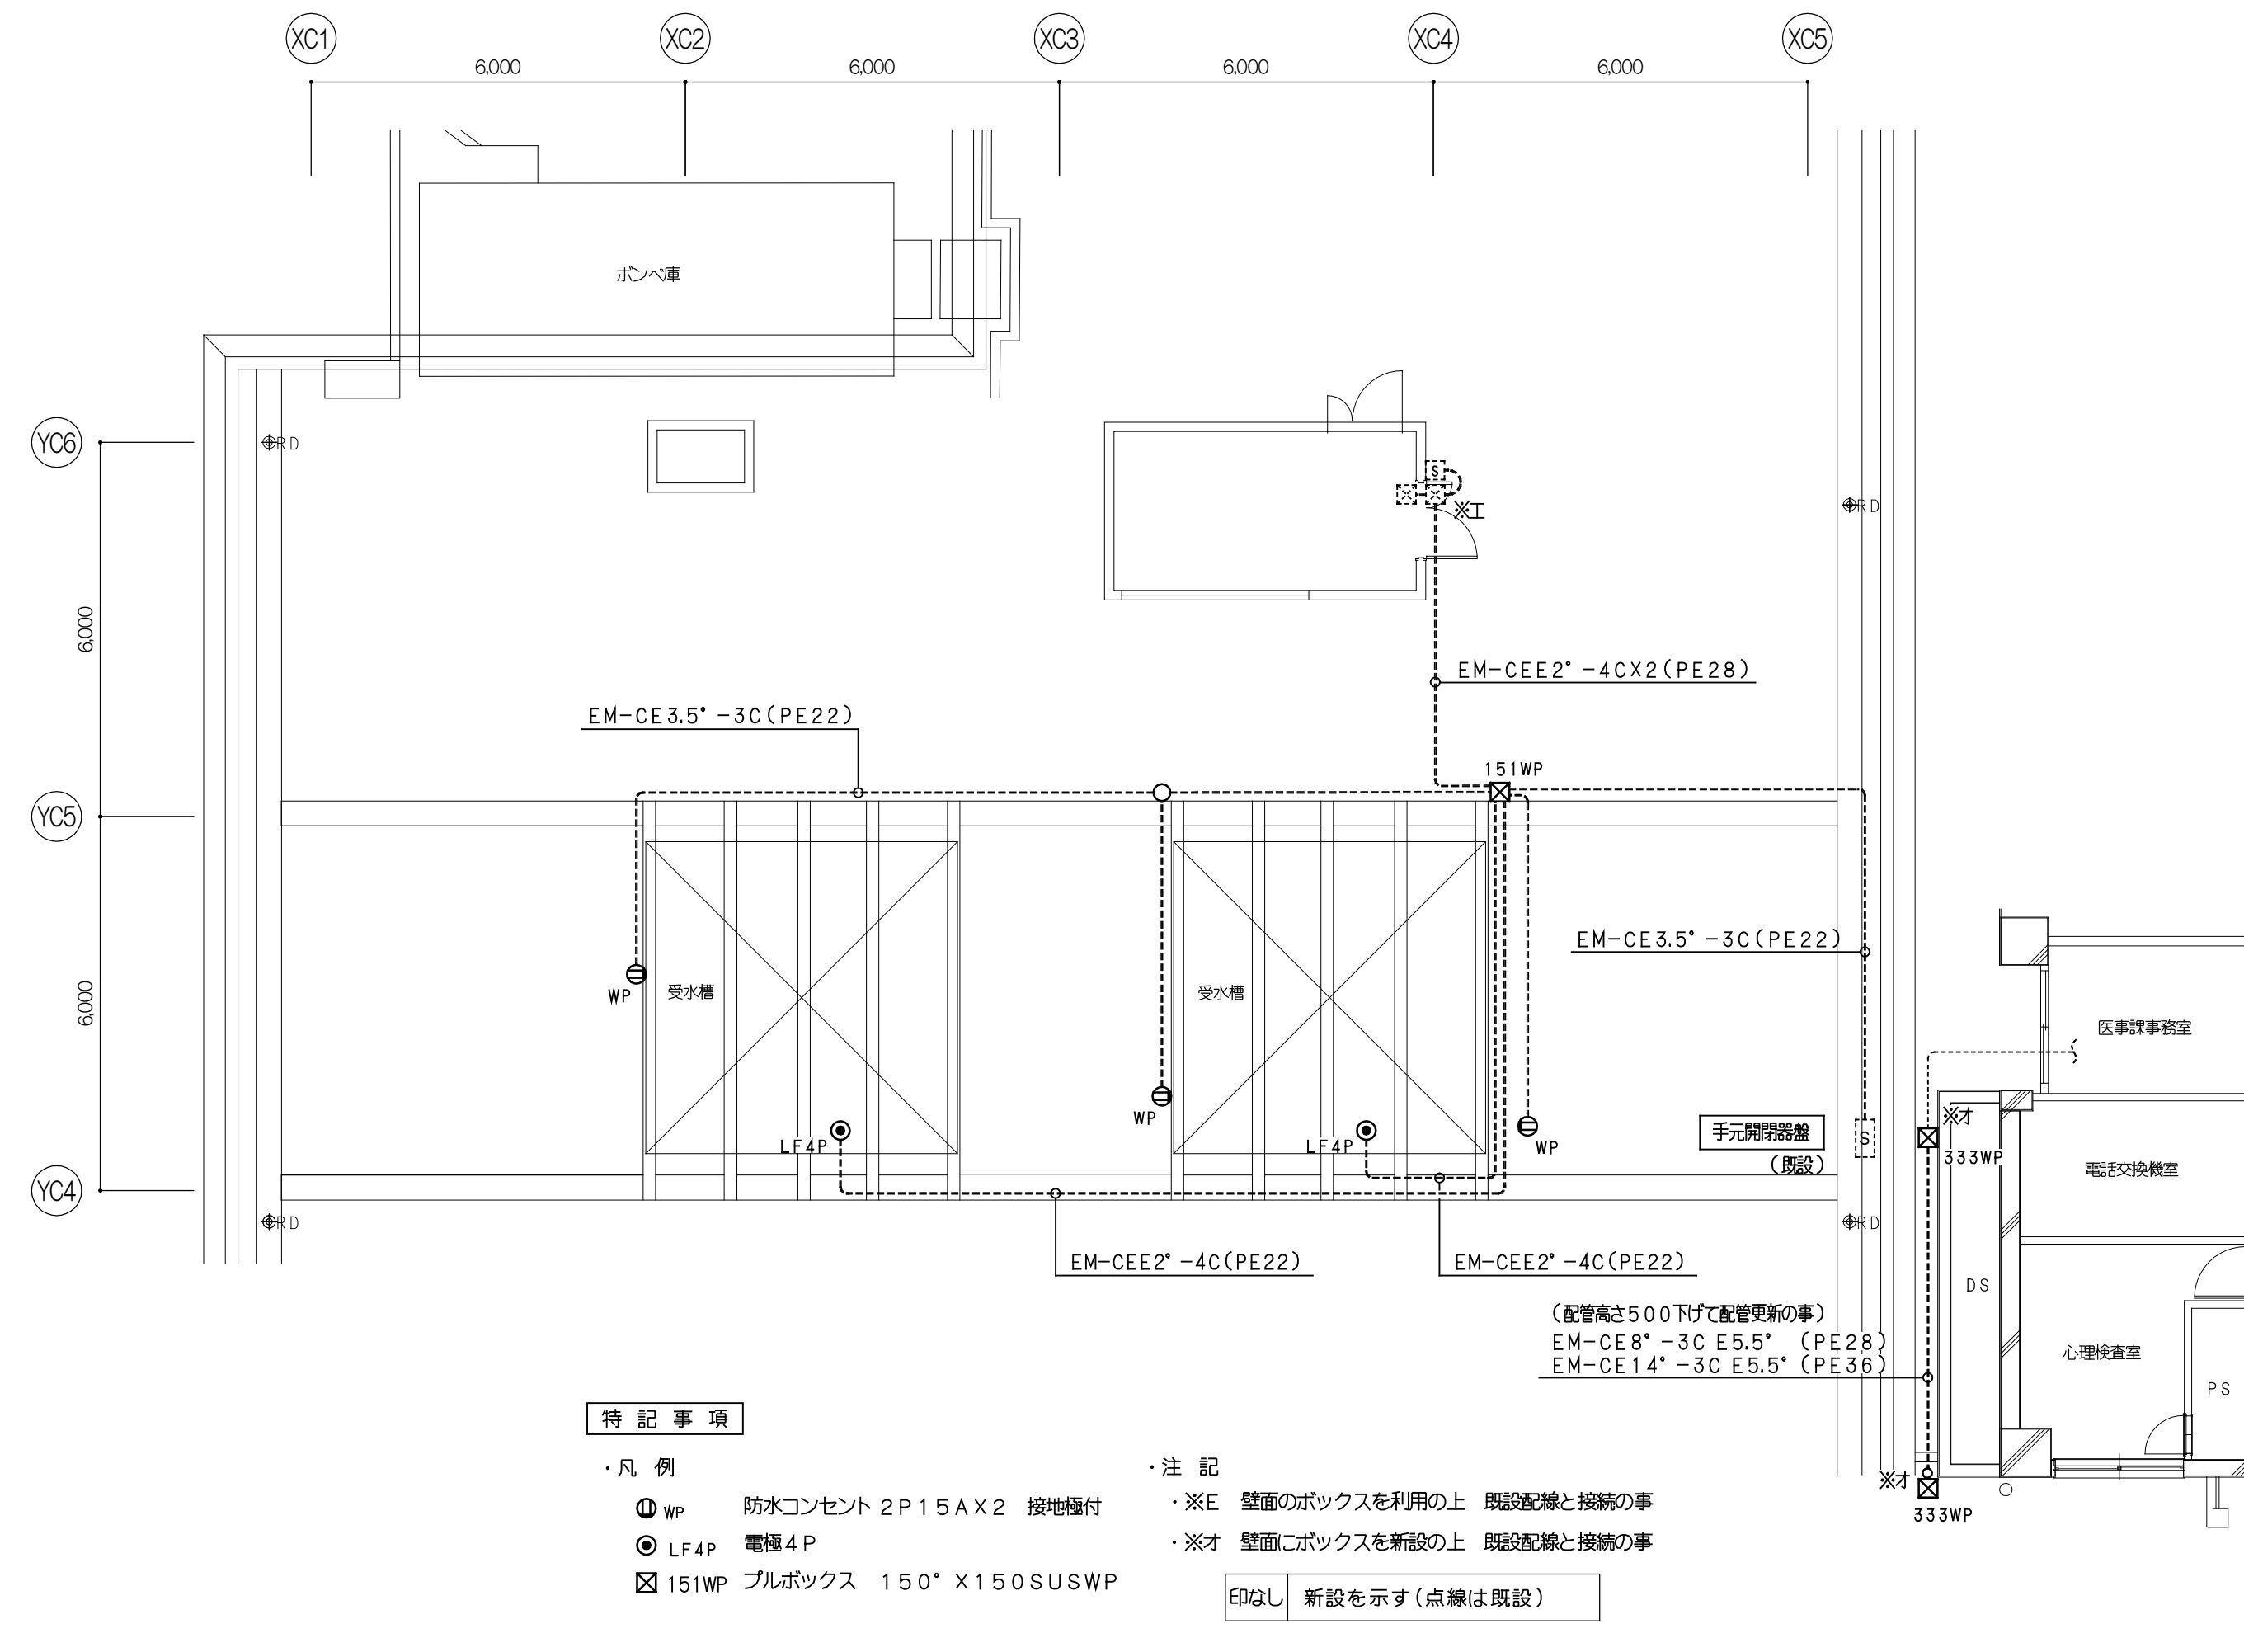 XC1 XC2 XC3 XC4 XC5
6,000 6,000 6,000 6,000
ボンベ庫
YC6
RD
S
RD
※エ
6,000
EM-CEE2°-4CX2(PE28)
EM-CE3.5°-3C(PE22)
151WP
YC5
EM-CE3.5°-3C(PE22)
WP
受水槽
受水槽
6,000
医事課事務室
WP
LF4P
LF4P
WP
手元開閉器盤
(既設)
S
※オ
333WP
電話交換機室
YC4
RD
RD
EM-CEE2°-4C(PE22)
EM-CEE2°-4C(PE22)
DS
(配管高さ500下げて配管更新の事)
EM-CE8°-3C E5.5° (PE28)
EM-CE14°-3C E5.5°(PE36)
心理検査室
PS
特記事項
・凡 例
WP 防水コンセント2P15AX2 接地極付
LF4P 電極4P
151WP プルボックス 150°X150SUSWP
・注 記
・※E 壁面のボックスを利用の上 既設配線と接続の事
・※オ 壁面にボックスを新設の上 既設配線と接続の事
印なし 新設を示す(点線は既設)
※オ
333WP